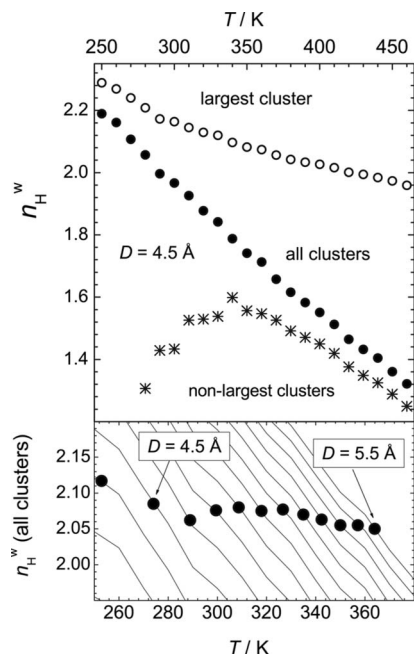 T / K
250 300 350 400 450
2.2
2.0
1.8
1.6
1.4
n_H^w
largest cluster
all clusters
D = 4.5 Å
non-largest clusters
2.15
2.10
2.05
2.00
n_H^w (all clusters)
D = 4.5 Å
D = 5.5 Å
260 280 300 320 340 360
T / K